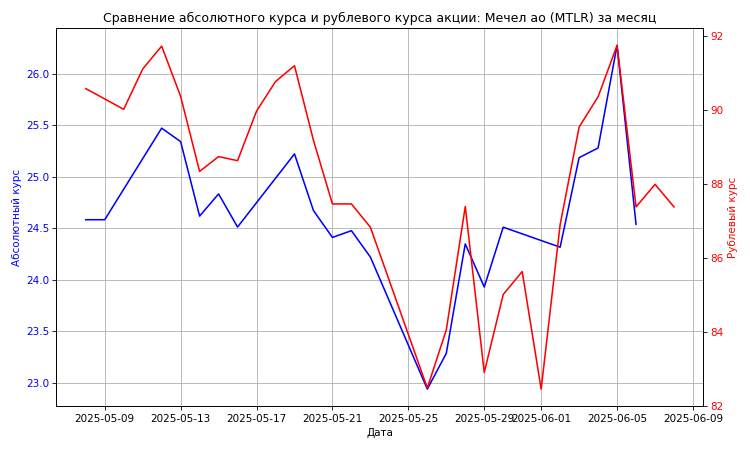 Сравнение абсолютного курса и рублевого курса акции: Мечел ао (MTLR) за месяц
Абсолютный курс
26.0
25.5
25.0
24.5
24.0
23.5
23.0
92
90
88
86
84
82
Рублевый курс
2025-05-09 2025-05-13 2025-05-17 2025-05-21 2025-05-25 2025-05-29 2025-06-01 2025-06-05 2025-06-09
Дата